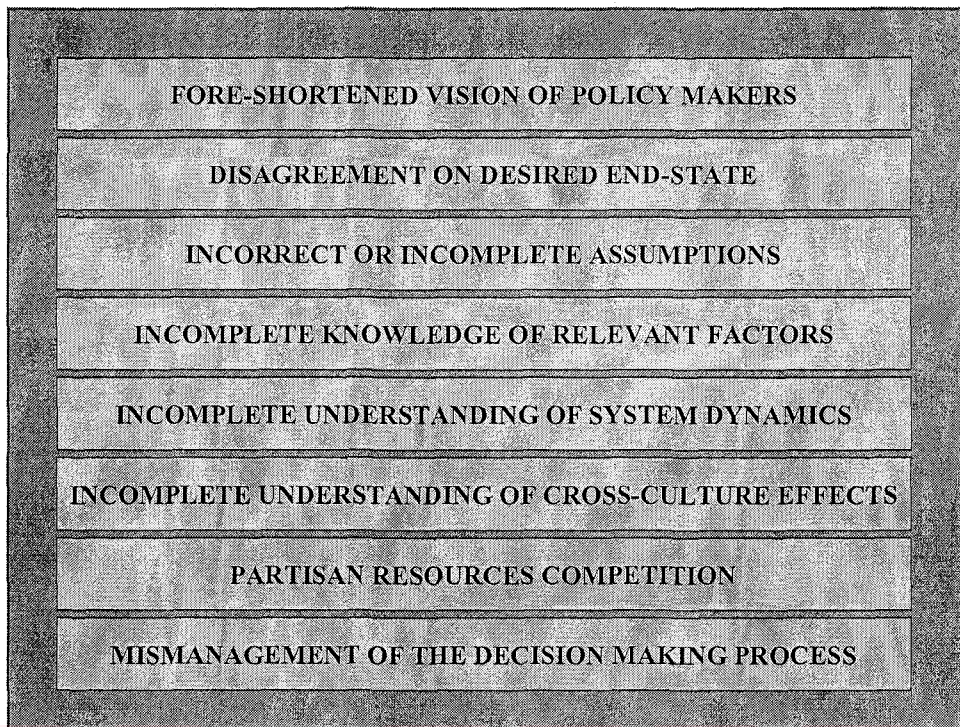 FORE-SHORTENED VISION OF POLICY MAKERS
DISAGREEMENT ON DESIRED END-STATE
INCORRECT OR INCOMPLETE ASSUMPTIONS
INCOMPLETE KNOWLEDGE OF RELEVANT FACTORS
INCOMPLETE UNDERSTANDING OF SYSTEM DYNAMICS
INCOMPLETE UNDERSTANDING OF CROSS-CULTURE EFFECTS
PARTISAN RESOURCES COMPETITION
MISMANAGEMENT OF THE DECISION MAKING PROCESS